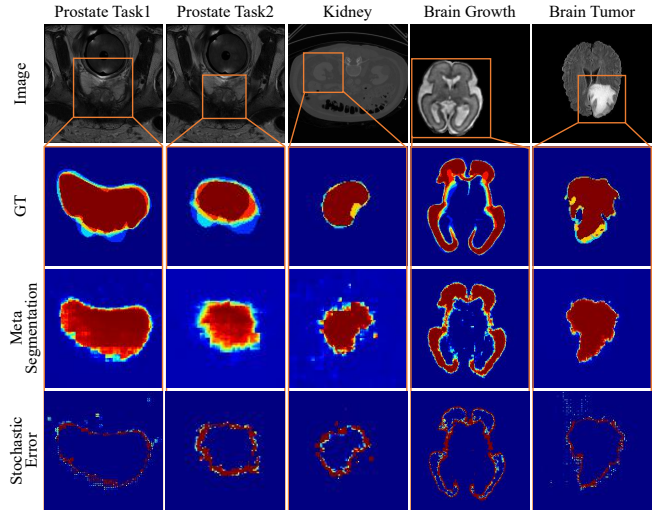 Prostate Task1 Prostate Task2 Kidney Brain Growth Brain Tumor
Image
GT
Meta
Segmentation
Stochastic
Error